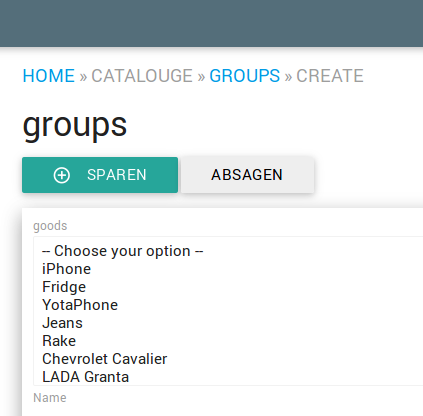 HOME » CATALOUGE » GROUPS » CREATE
groups
SPAREN ABSAGEN
goods
-- Choose your option --
iPhone
Fridge
YotaPhone
Jeans
Rake
Chevrolet Cavalier
LADA Granta
Name